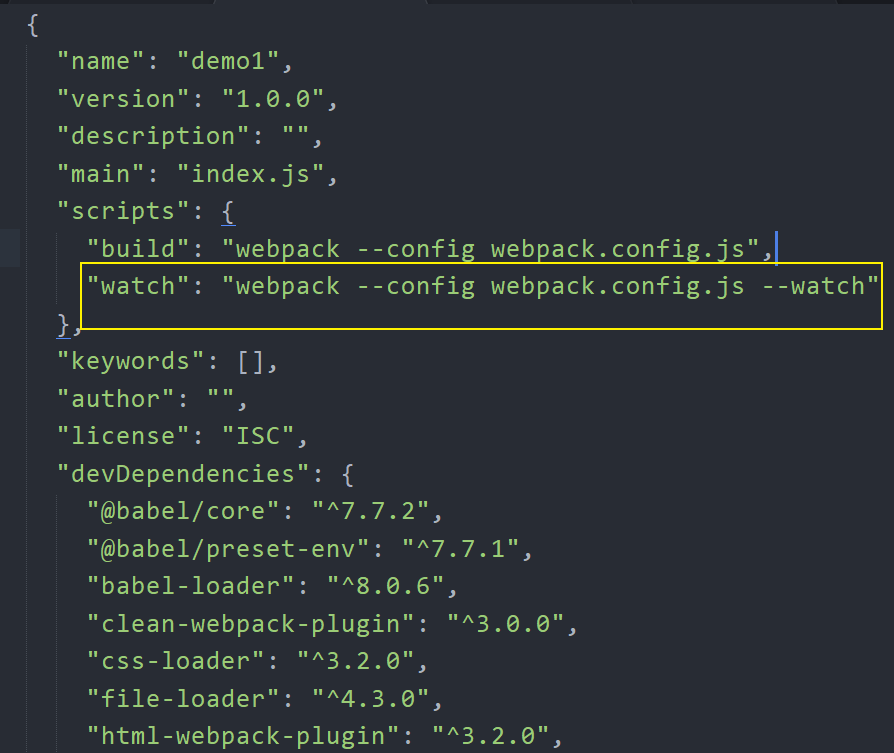 {
"name": "demo1",
"version": "1.0.0",
"description": "",
"main": "index.js",
"scripts": {
"build": "webpack --config webpack.config.js",
"watch": "webpack --config webpack.config.js --watch"
},
"keywords": [],
"author": "",
"license": "ISC",
"devDependencies": {
"@babel/core": "^7.7.2",
"@babel/preset-env": "^7.7.1",
"babel-loader": "^8.0.6",
"clean-webpack-plugin": "^3.0.0",
"css-loader": "^3.2.0",
"file-loader": "^4.3.0",
"html-webpack-plugin": "^3.2.0",